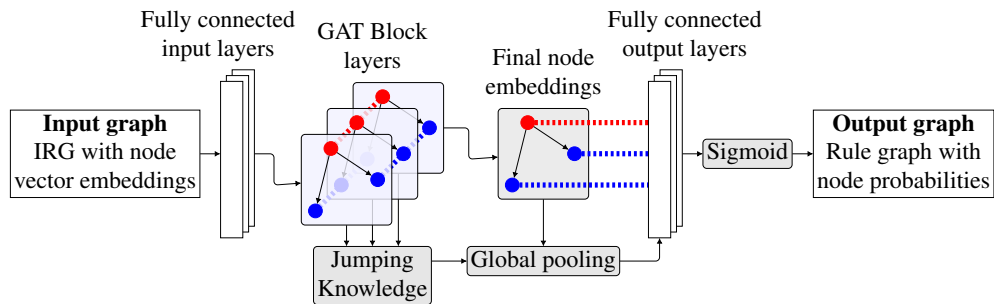 Fully connected
input layers
GAT Block
layers
Final node
embeddings
Fully connected
output layers
Input graph
IRG with node
vector embeddings
Sigmoid
Output graph
Rule graph with
node probabilities
Jumping
Knowledge
Global pooling